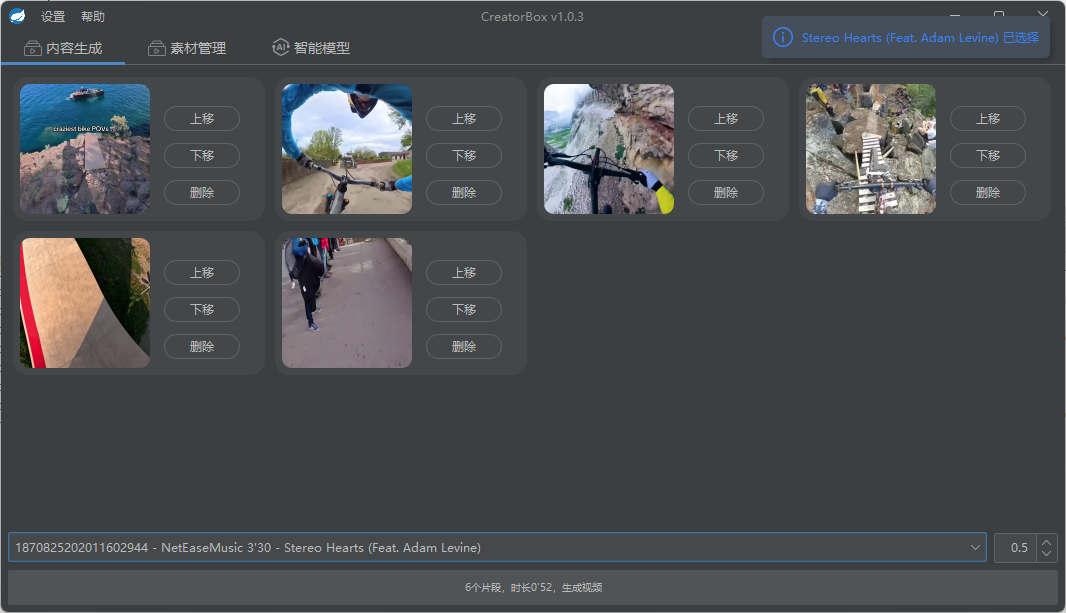 设置 帮助 CreatorBox v1.0.3
内容生成 素材管理 AI 智能模型 Stereo Hearts (Feat. Adam Levine) 已选择
craziest bike POVs
上移 上移 上移 上移
下移 下移 下移 下移
删除 删除 删除 删除
上移 上移
下移 下移
删除 删除
1870825202011602944 - NetEaseMusic 3'30 - Stereo Hearts (Feat. Adam Levine) 0.5
6个片段，时长0'52，生成视频